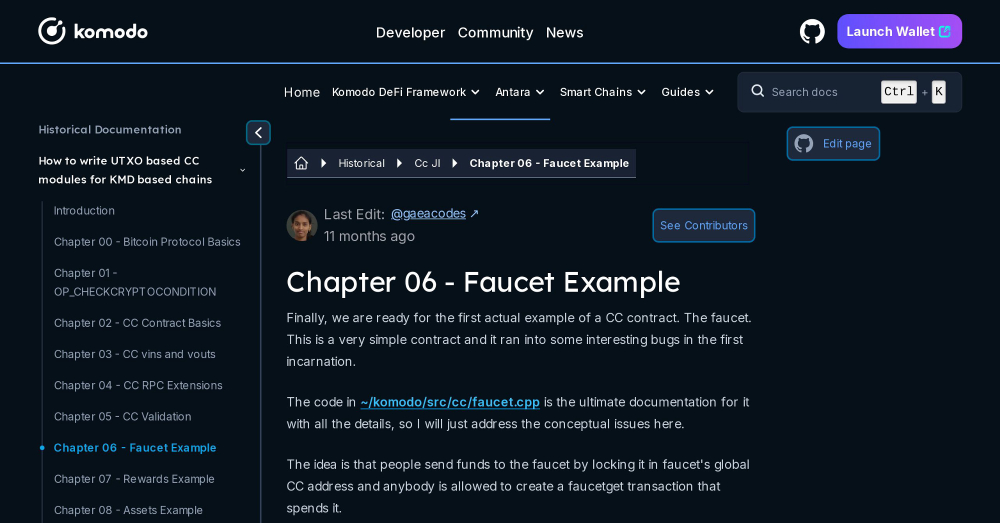 komodo
Developer Community News
Launch Wallet
Home Komodo DeFi Framework Antara Smart Chains Guides
Search docs Ctrl + K
Historical Documentation
How to write UTXO based CC
modules for KMD based chains
Introduction
Chapter 00 - Bitcoin Protocol Basics
Chapter 01 -
OP_CHECKCRYPTOCONDITION
Chapter 02 - CC Contract Basics
Chapter 03 - CC vins and vouts
Chapter 04 - CC RPC Extensions
Chapter 05 - CC Validation
Chapter 06 - Faucet Example
Chapter 07 - Rewards Example
Chapter 08 - Assets Example
Historical Cc JI Chapter 06 - Faucet Example
Edit page
Last Edit: @gaeacodes ↗
11 months ago
See Contributors
Chapter 06 - Faucet Example
Finally, we are ready for the first actual example of a CC contract. The faucet.
This is a very simple contract and it ran into some interesting bugs in the first
incarnation.
The code in ~/komodo/src/cc/faucet.cpp is the ultimate documentation for it
with all the details, so I will just address the conceptual issues here.
The idea is that people send funds to the faucet by locking it in faucet's global
CC address and anybody is allowed to create a faucetget transaction that
spends it.